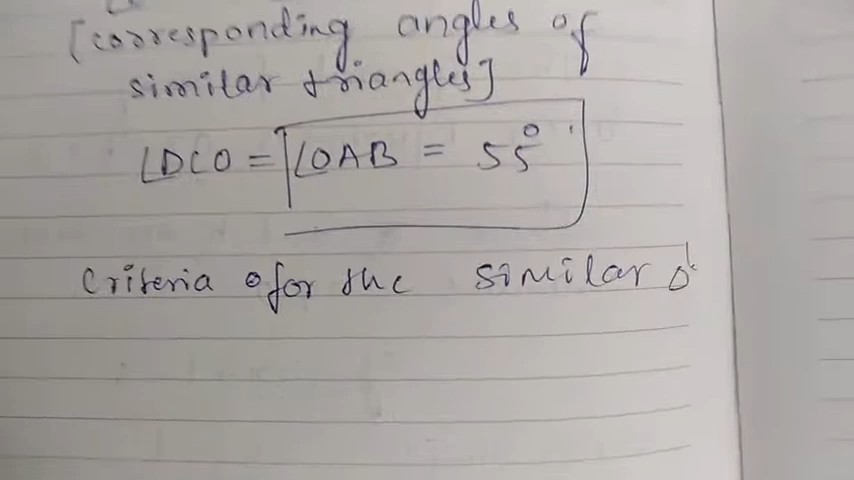 [corresponding angles of
similar triangles]
∠DCO = ∠OAB = 55°
Criteria for the similar